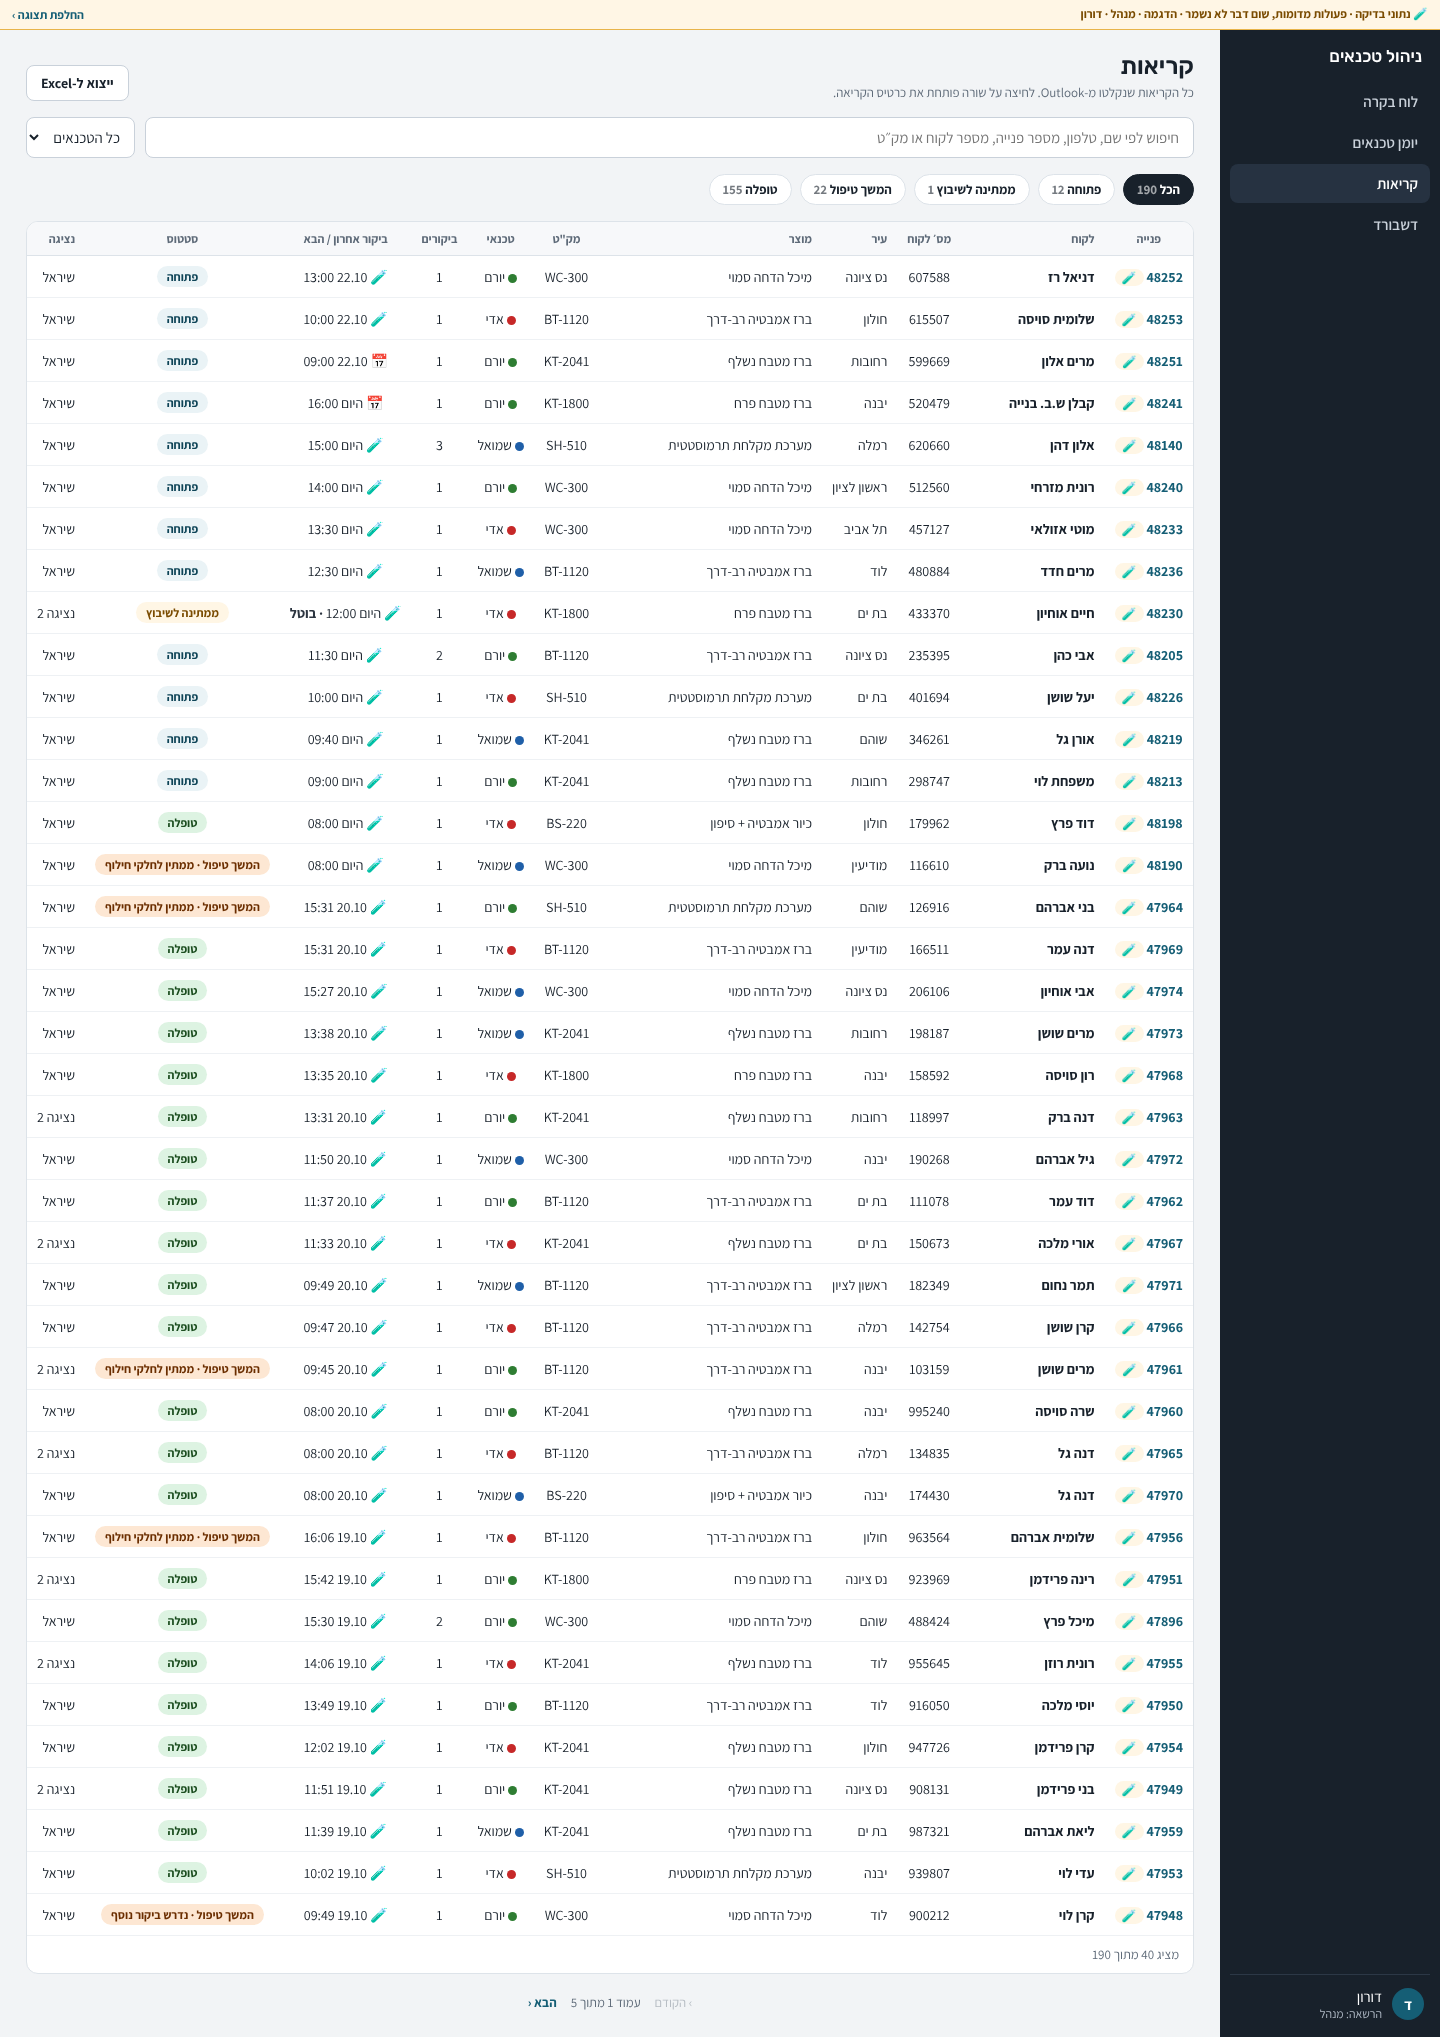 🧪 נתוני בדיקה · פעולות מדומות, שום דבר לא נשמר · הדגמה · מנהל · דורון
החלפת תצוגה ›
ניהול טכנאים
לוח בקרה
יומן טכנאים
קריאות
דשבורד
קריאות
כל הקריאות שנקלטו מ-Outlook. לחיצה על שורה פותחת את כרטיס הקריאה.
ייצוא ל-Excel
חיפוש לפי שם, טלפון, מספר פנייה, מספר לקוח או מק״ט
כל הטכנאים
הכל 190 פתוחה 12 ממתינה לשיבוץ 1 המשך טיפול 22 טופלה 155
פנייה לקוח מס׳ לקוח עיר מוצר מק"ט טכנאי ביקורים ביקור אחרון / הבא סטטוס נציגה
48252 🧪 דניאל רז 607588 נס ציונה מיכל הדחה סמוי WC-300 יורם 1 🧪 22.10 13:00 פתוחה שיראל
48253 🧪 שלומית סויסה 615507 חולון ברז אמבטיה רב-דרך BT-1120 אדי 1 🧪 22.10 10:00 פתוחה שיראל
48251 🧪 מרים אלון 599669 רחובות ברז מטבח נשלף KT-2041 יורם 1 📅 22.10 09:00 פתוחה שיראל
48241 🧪 קבלן ש.ב. בנייה 520479 יבנה ברז מטבח פרח KT-1800 יורם 1 📅 היום 16:00 פתוחה שיראל
48140 🧪 אלון דהן 620660 רמלה מערכת מקלחת תרמוסטטית SH-510 שמואל 3 🧪 היום 15:00 פתוחה שיראל
48240 🧪 רונית מזרחי 512560 ראשון לציון מיכל הדחה סמוי WC-300 יורם 1 🧪 היום 14:00 פתוחה שיראל
48233 🧪 מוטי אזולאי 457127 תל אביב מיכל הדחה סמוי WC-300 אדי 1 🧪 היום 13:30 פתוחה שיראל
48236 🧪 מרים חדד 480884 לוד ברז אמבטיה רב-דרך BT-1120 שמואל 1 🧪 היום 12:30 פתוחה שיראל
48230 🧪 חיים אוחיון 433370 בת ים ברז מטבח פרח KT-1800 אדי 1 🧪 היום 12:00 · בוטל ממתינה לשיבוץ נציגה 2
48205 🧪 אבי כהן 235395 נס ציונה ברז אמבטיה רב-דרך BT-1120 יורם 2 🧪 היום 11:30 פתוחה שיראל
48226 🧪 יעל שושן 401694 בת ים מערכת מקלחת תרמוסטטית SH-510 אדי 1 🧪 היום 10:00 פתוחה שיראל
48219 🧪 אורן גל 346261 שוהם ברז מטבח נשלף KT-2041 שמואל 1 🧪 היום 09:40 פתוחה שיראל
48213 🧪 משפחת לוי 298747 רחובות ברז מטבח נשלף KT-2041 יורם 1 🧪 היום 09:00 פתוחה שיראל
48198 🧪 דוד פרץ 179962 חולון כיור אמבטיה + סיפון BS-220 אדי 1 🧪 היום 08:00 טופלה שיראל
48190 🧪 נועה ברק 116610 מודיעין מיכל הדחה סמוי WC-300 שמואל 1 🧪 היום 08:00 המשך טיפול · ממתין לחלקי חילוף שיראל
47964 🧪 בני אברהם 126916 שוהם מערכת מקלחת תרמוסטטית SH-510 יורם 1 🧪 20.10 15:31 המשך טיפול · ממתין לחלקי חילוף שיראל
47969 🧪 דנה עמר 166511 מודיעין ברז אמבטיה רב-דרך BT-1120 אדי 1 🧪 20.10 15:31 טופלה שיראל
47974 🧪 אבי אוחיון 206106 נס ציונה מיכל הדחה סמוי WC-300 שמואל 1 🧪 20.10 15:27 טופלה שיראל
47973 🧪 מרים שושן 198187 רחובות ברז מטבח נשלף KT-2041 שמואל 1 🧪 20.10 13:38 טופלה שיראל
47968 🧪 רון סויסה 158592 יבנה ברז מטבח פרח KT-1800 אדי 1 🧪 20.10 13:35 טופלה שיראל
47963 🧪 דנה ברק 118997 רחובות ברז מטבח נשלף KT-2041 יורם 1 🧪 20.10 13:31 טופלה נציגה 2
47972 🧪 גיל אברהם 190268 יבנה מיכל הדחה סמוי WC-300 שמואל 1 🧪 20.10 11:50 טופלה שיראל
47962 🧪 דוד עמר 111078 בת ים ברז אמבטיה רב-דרך BT-1120 יורם 1 🧪 20.10 11:37 טופלה שיראל
47967 🧪 אורי מלכה 150673 בת ים ברז מטבח נשלף KT-2041 אדי 1 🧪 20.10 11:33 טופלה נציגה 2
47971 🧪 תמר נחום 182349 ראשון לציון ברז אמבטיה רב-דרך BT-1120 שמואל 1 🧪 20.10 09:49 טופלה שיראל
47966 🧪 קרן שושן 142754 רמלה ברז אמבטיה רב-דרך BT-1120 אדי 1 🧪 20.10 09:47 טופלה שיראל
47961 🧪 מרים שושן 103159 יבנה ברז אמבטיה רב-דרך BT-1120 יורם 1 🧪 20.10 09:45 המשך טיפול · ממתין לחלקי חילוף נציגה 2
47960 🧪 שרה סויסה 995240 יבנה ברז מטבח נשלף KT-2041 יורם 1 🧪 20.10 08:00 טופלה שיראל
47965 🧪 דנה גל 134835 רמלה ברז אמבטיה רב-דרך BT-1120 אדי 1 🧪 20.10 08:00 טופלה נציגה 2
47970 🧪 דנה גל 174430 יבנה כיור אמבטיה + סיפון BS-220 שמואל 1 🧪 20.10 08:00 טופלה שיראל
47956 🧪 שלומית אברהם 963564 חולון ברז אמבטיה רב-דרך BT-1120 אדי 1 🧪 19.10 16:06 המשך טיפול · ממתין לחלקי חילוף שיראל
47951 🧪 רינה פרידמן 923969 נס ציונה ברז מטבח פרח KT-1800 יורם 1 🧪 19.10 15:42 טופלה נציגה 2
47896 🧪 מיכל פרץ 488424 שוהם מיכל הדחה סמוי WC-300 יורם 2 🧪 19.10 15:30 טופלה שיראל
47955 🧪 רונית רוזן 955645 לוד ברז מטבח נשלף KT-2041 אדי 1 🧪 19.10 14:06 טופלה נציגה 2
47950 🧪 יוסי מלכה 916050 לוד ברז אמבטיה רב-דרך BT-1120 יורם 1 🧪 19.10 13:49 טופלה שיראל
47954 🧪 קרן פרידמן 947726 חולון ברז מטבח נשלף KT-2041 אדי 1 🧪 19.10 12:02 טופלה שיראל
47949 🧪 בני פרידמן 908131 נס ציונה ברז מטבח נשלף KT-2041 יורם 1 🧪 19.10 11:51 טופלה נציגה 2
47959 🧪 ליאת אברהם 987321 בת ים ברז מטבח נשלף KT-2041 שמואל 1 🧪 19.10 11:39 טופלה שיראל
47953 🧪 עדי לוי 939807 יבנה מערכת מקלחת תרמוסטטית SH-510 אדי 1 🧪 19.10 10:02 טופלה שיראל
47948 🧪 קרן לוי 900212 לוד מיכל הדחה סמוי WC-300 יורם 1 🧪 19.10 09:49 המשך טיפול · נדרש ביקור נוסף שיראל
מציג 40 מתוך 190
‹ הקודם עמוד 1 מתוך 5 הבא ›
ד דורון
הרשאה: מנהל